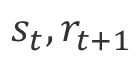 $s_t, r_{t+1}$